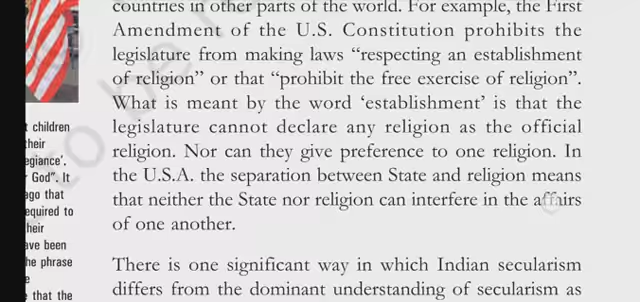 countries in other parts of the world. For example, the First
Amendment of the U.S. Constitution prohibits the
legislature from making laws “respecting an establishment
of religion” or that “prohibit the free exercise of religion”.
What is meant by the word ‘establishment’ is that the
legislature cannot declare any religion as the official
religion. Nor can they give preference to one religion. In
the U.S.A. the separation between State and religion means
that neither the State nor religion can interfere in the affairs
of one another.
There is one significant way in which Indian secularism
differs from the dominant understanding of secularism as
children
their
egiance’.
God”. It
ago that
equired to
their
ave been
he phrase
e
that the
to be r